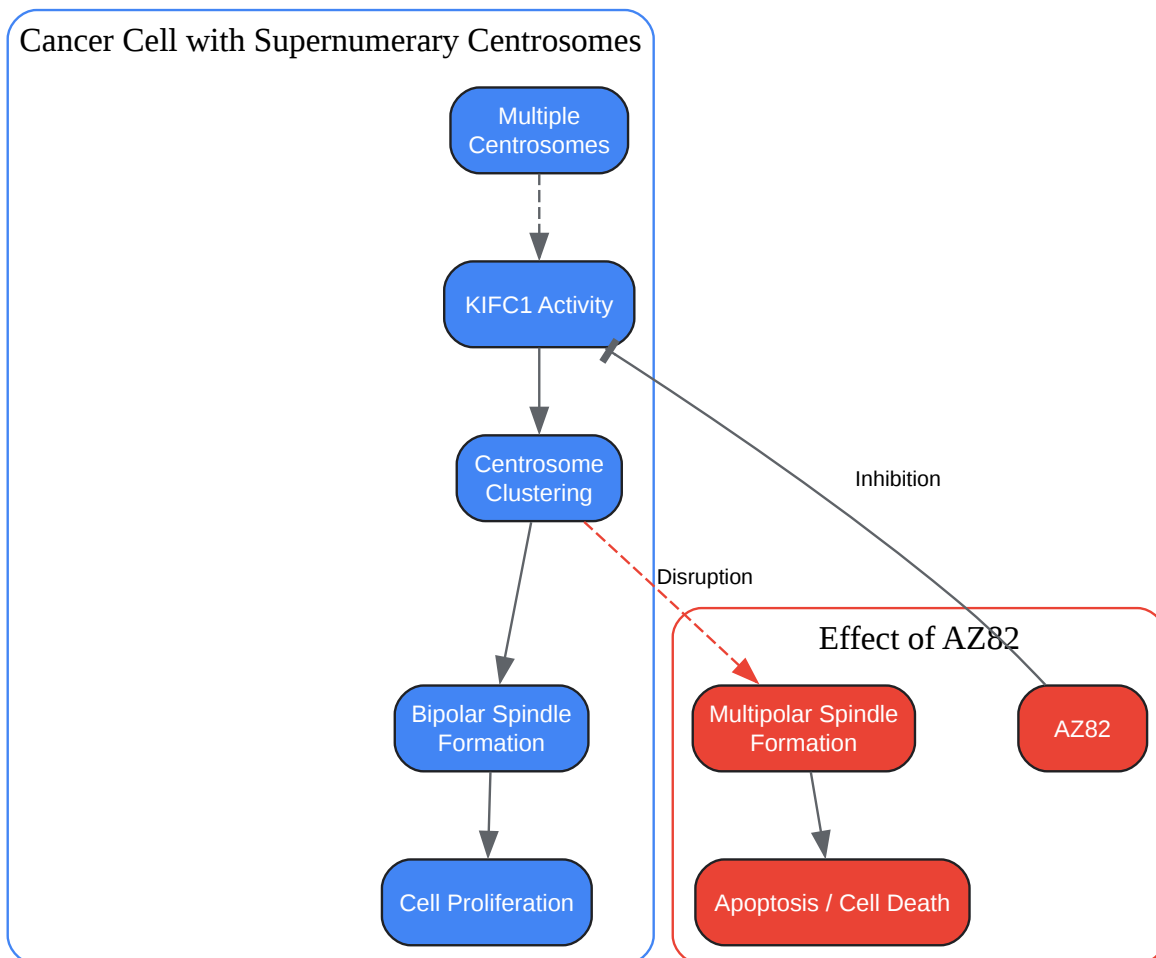 Cancer Cell with Supernumerary Centrosomes
Multiple
Centrosomes
KIFC1 Activity
Centrosome
Clustering
Inhibition
Disruption
Effect of AZ82
Bipolar Spindle
Formation
Multipolar Spindle
Formation
AZ82
Cell Proliferation
Apoptosis / Cell Death